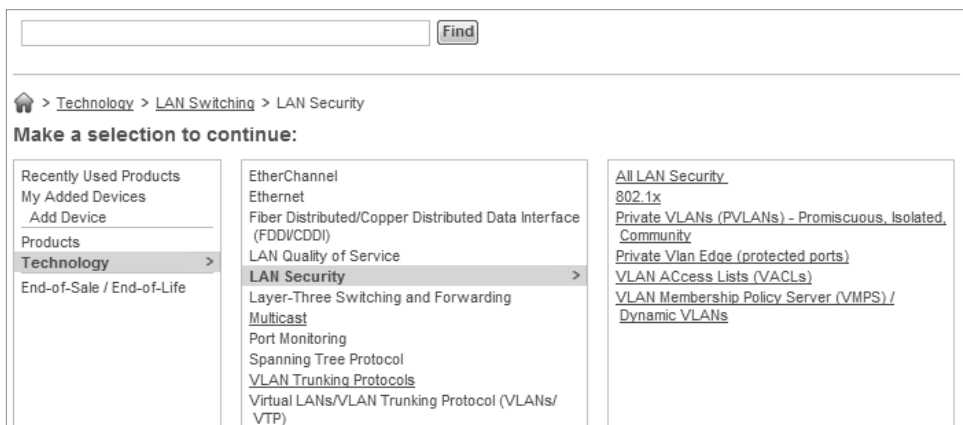 Find
> Technology > LAN Switching > LAN Security
Make a selection to continue:
Recently Used Products
My Added Devices
Add Device
Products
Technology >
End-of-Sale / End-of-Life
EtherChannel
Ethernet
Fiber Distributed/Copper Distributed Data Interface
(FDDI/CDDI)
LAN Quality of Service
LAN Security >
Layer-Three Switching and Forwarding
Multicast
Port Monitoring
Spanning Tree Protocol
VLAN Trunking Protocols
Virtual LANs/VLAN Trunking Protocol (VLANs/
VTP)
All LAN Security
802.1x
Private VLANs (PVLANs) - Promiscuous, Isolated,
Community
Private Vlan Edge (protected ports)
VLAN ACcess Lists (VACLs)
VLAN Membership Policy Server (VMPS) /
Dynamic VLANs